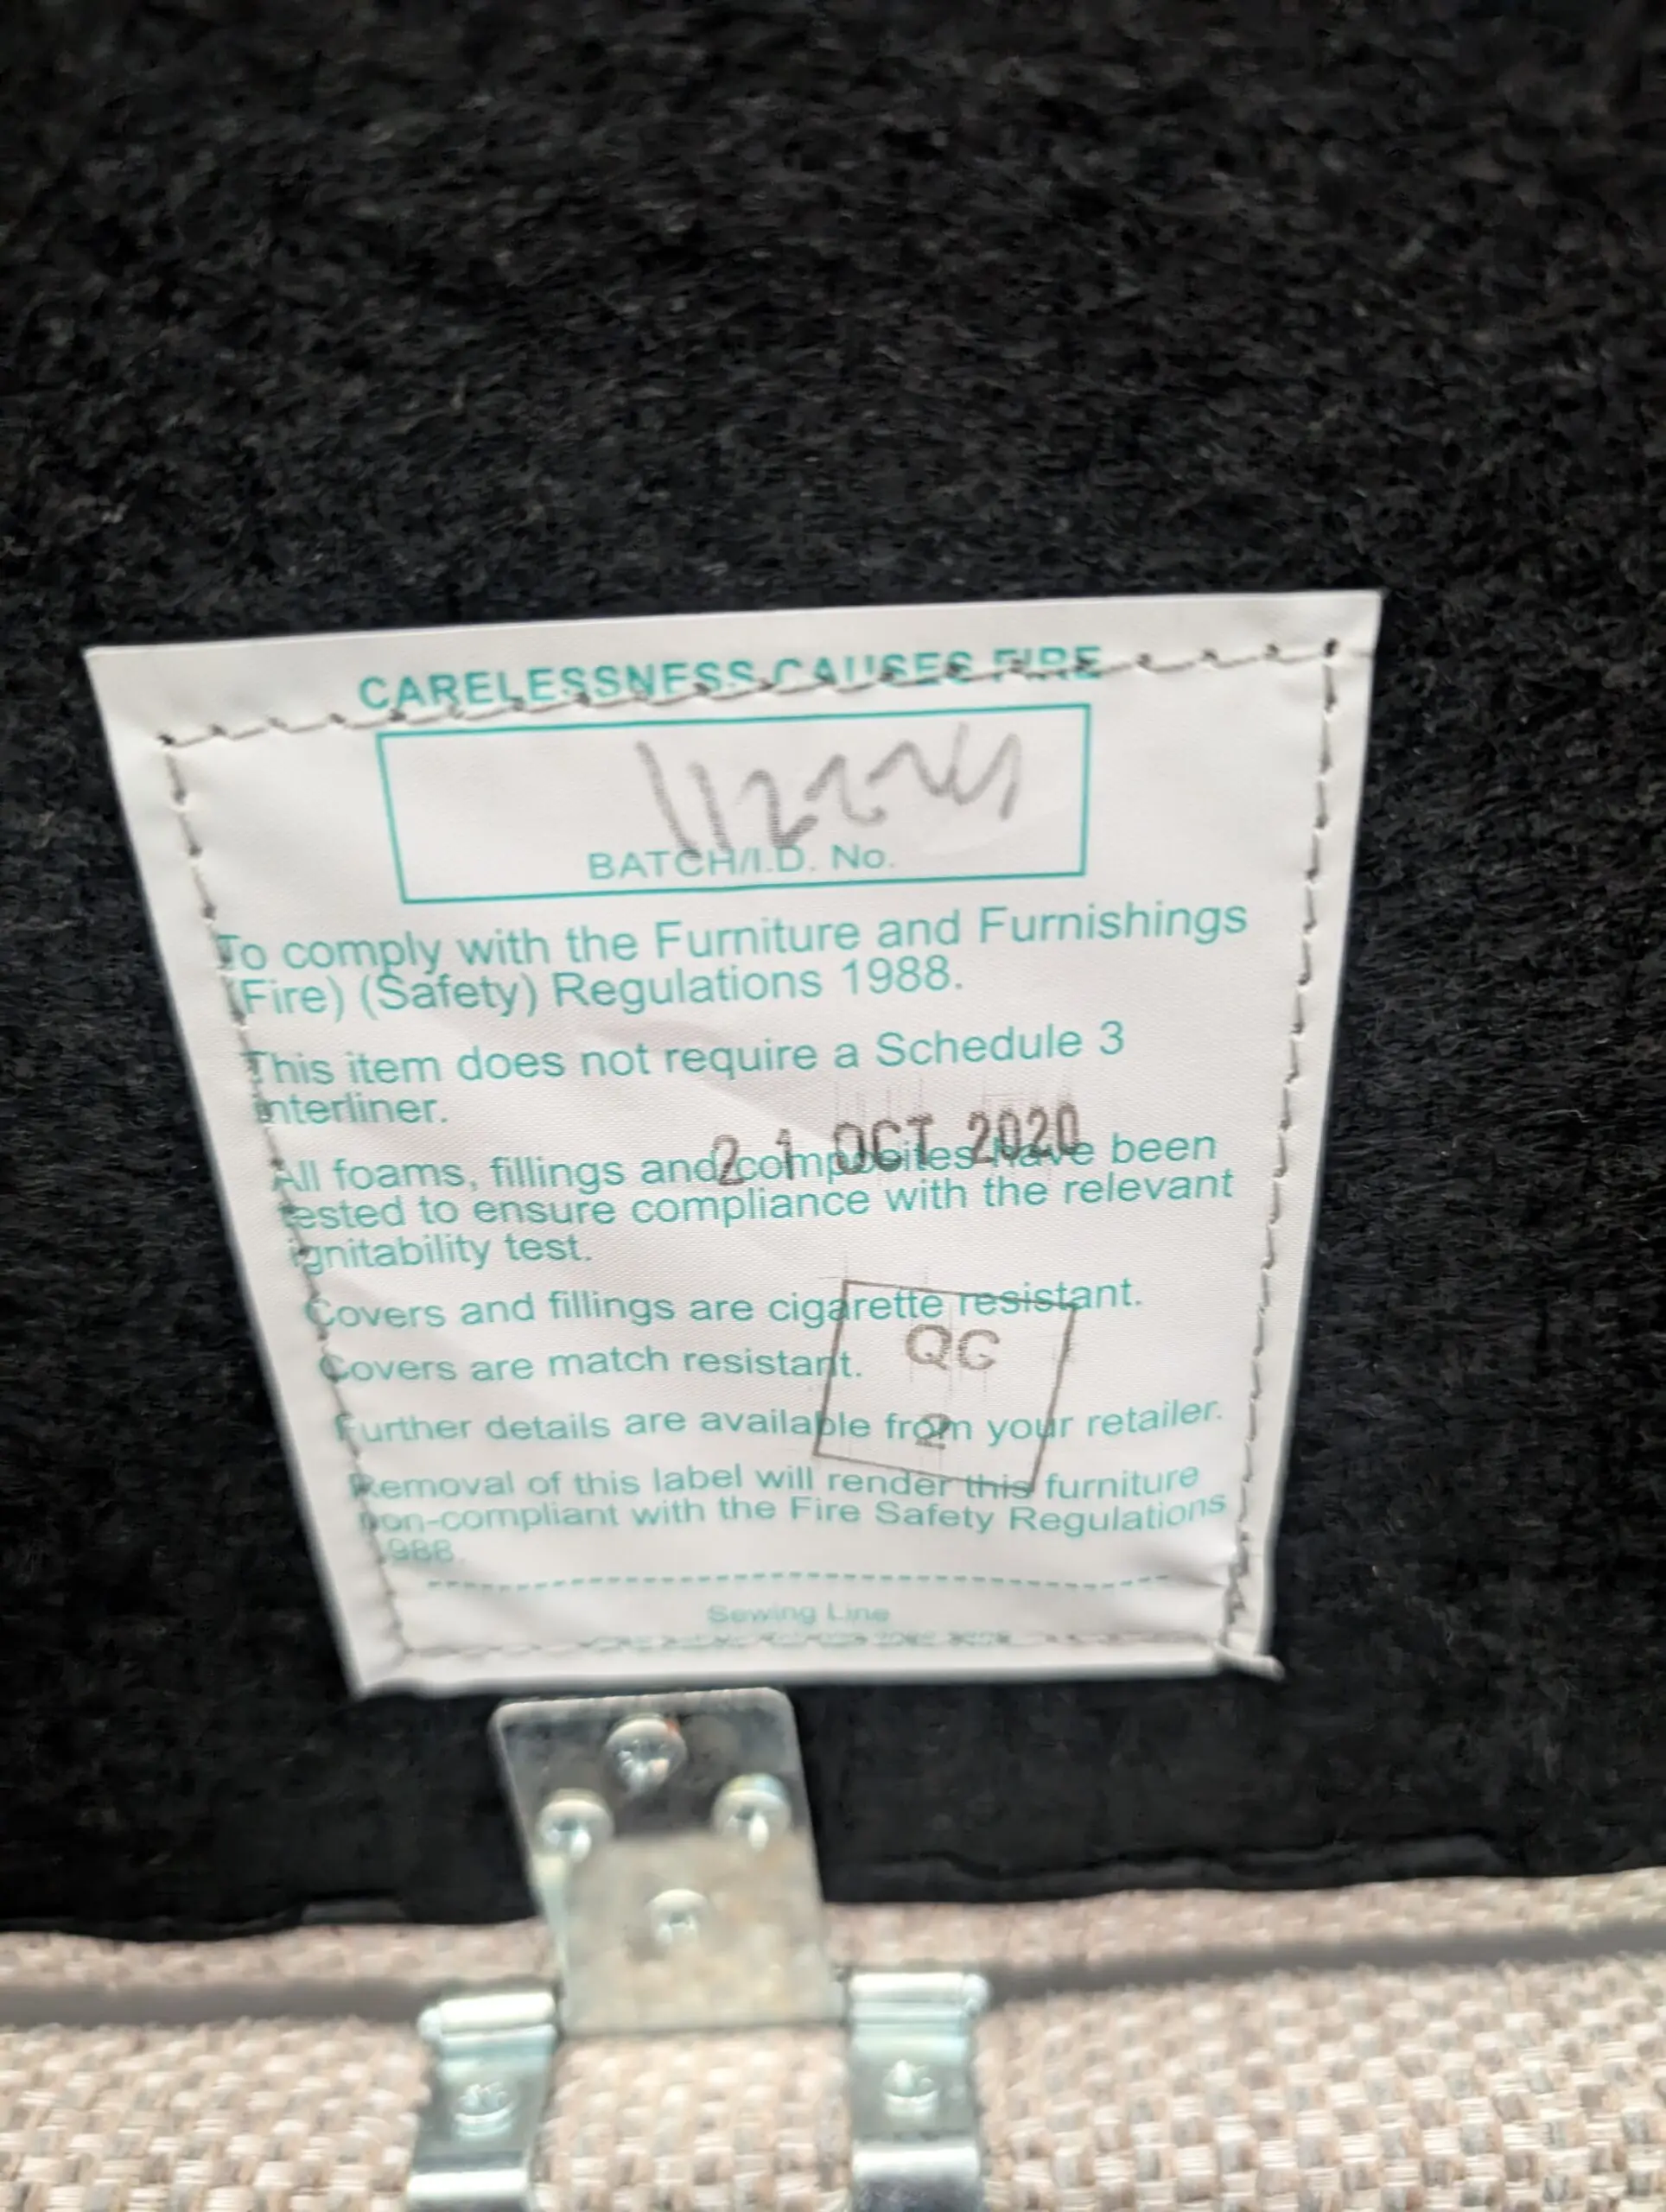 CARELESSNESS CAUSES FIRE
BATCH/I.D. No.
To comply with the Furniture and Furnishings
(Fire) (Safety) Regulations 1988.
This item does not require a Schedule 3
interliner.
21 OCT 2020
All foams, fillings and composites have been
tested to ensure compliance with the relevant
ignitability test.
Covers and fillings are cigarette resistant.
QC
2
Covers are match resistant.
Further details are available from your retailer.
Removal of this label will render this furniture
non-compliant with the Fire Safety Regulations
1988.
Sewing Line